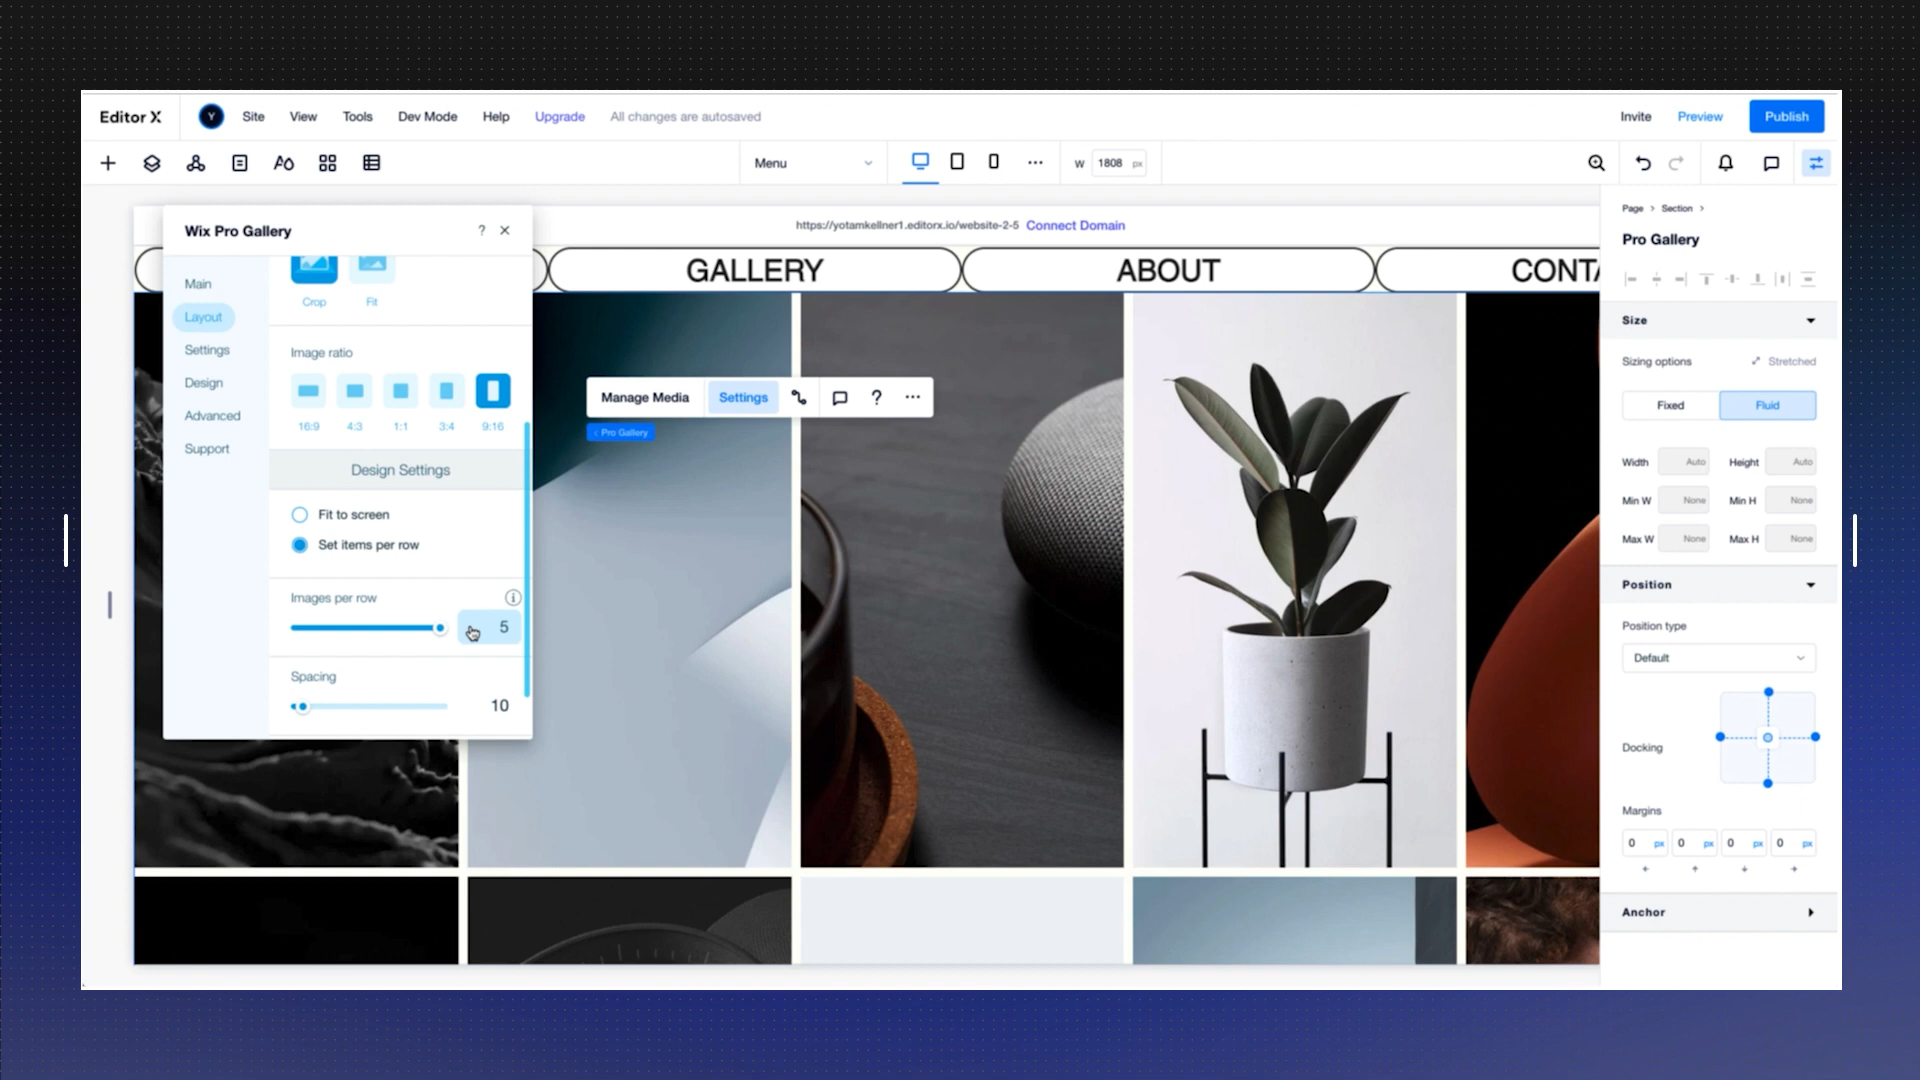 Editor X
Y
Site
View
Tools
Dev Mode
Help
Upgrade
All changes are autosaved
Invite
Preview
Publish
Menu
W 1808 px
Wix Pro Gallery
?
https://yotamkellner1.editorx.io/website-2-5 Connect Domain
GALLERY
ABOUT
CONTA
Main
Layout
Settings
Design
Advanced
Support
Crop
Fit
Image ratio
16:9
4:3
1:1
3:4
9:16
Design Settings
Fit to screen
Set items per row
Images per row
i
5
Spacing
10
Manage Media
Settings
?
...
< Pro Gallery
Page > Section >
Pro Gallery
Size
Sizing options
Stretched
Fixed
Fluid
Width Auto Height Auto
Min W None Min H None
Max W None Max H None
Position
Position type
Default
Docking
Margins
0 px 0 px 0 px 0 px
Anchor